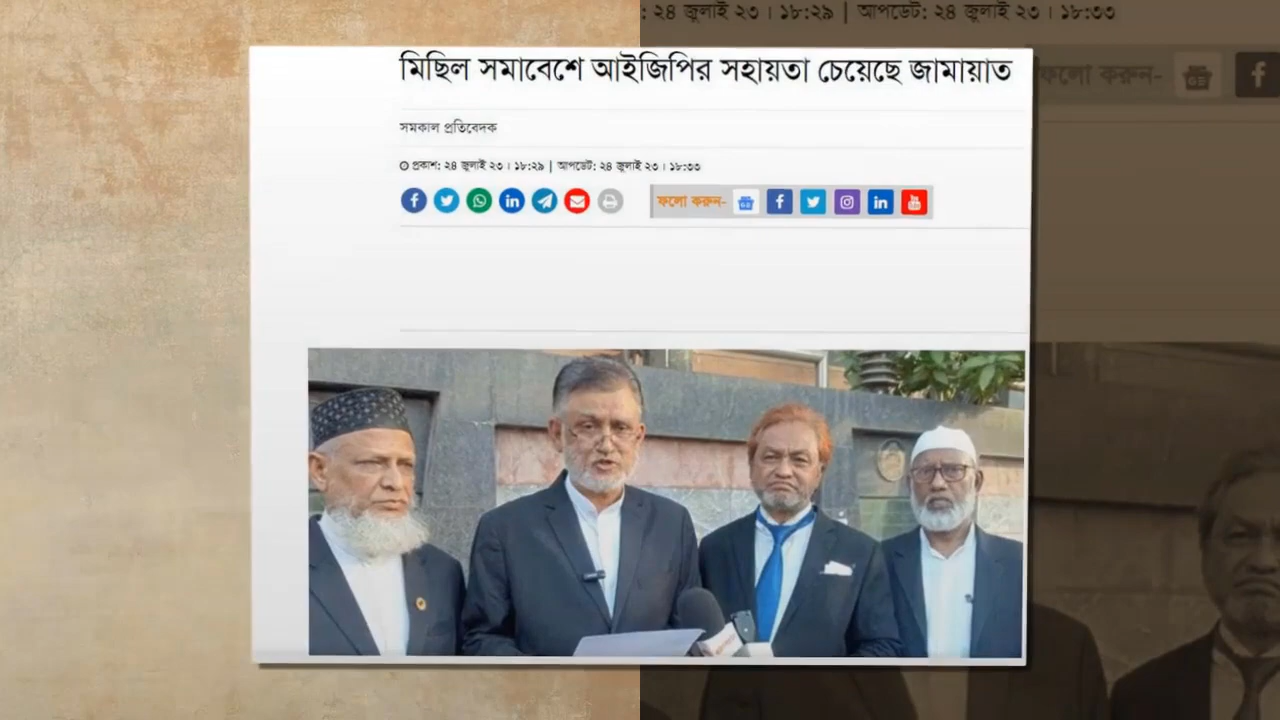 : ২৪ জুলাই ২৩ । ১৮:২৯ | আপডেট: ২৪ জুলাই ২৩ । ১৮:৩৩
ফলো করুন-
মিছিল সমাবেশে আইজিপির সহায়তা চেয়েছে জামায়াত
সমকাল প্রতিবেদক
প্রকাশ: ২৪ জুলাই ২৩ । ১৮:২৯ | আপডেট: ২৪ জুলাই ২৩ । ১৮:৩৩
ফলো করুন-